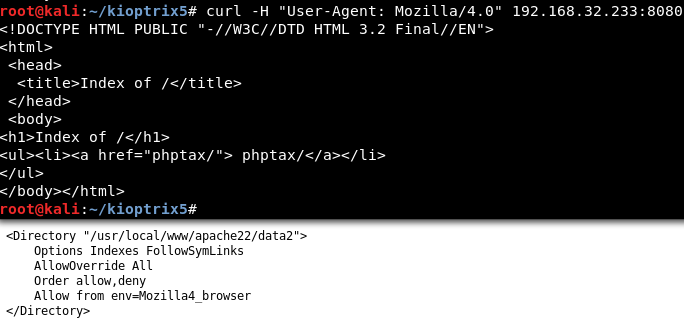 root@kali:~/kioptrix5# curl -H "User-Agent: Mozilla/4.0" 192.168.32.233:8080
<!DOCTYPE HTML PUBLIC "-//W3C//DTD HTML 3.2 Final//EN">
<html>
 <head>
  <title>Index of /</title>
 </head>
 <body>
<h1>Index of /</h1>
<ul><li><a href="phptax/"> phptax/</a></li>
</ul>
</body></html>
root@kali:~/kioptrix5#
<Directory "/usr/local/www/apache22/data2">
    Options Indexes FollowSymLinks
    AllowOverride All
    Order allow,deny
    Allow from env=Mozilla4_browser
</Directory>